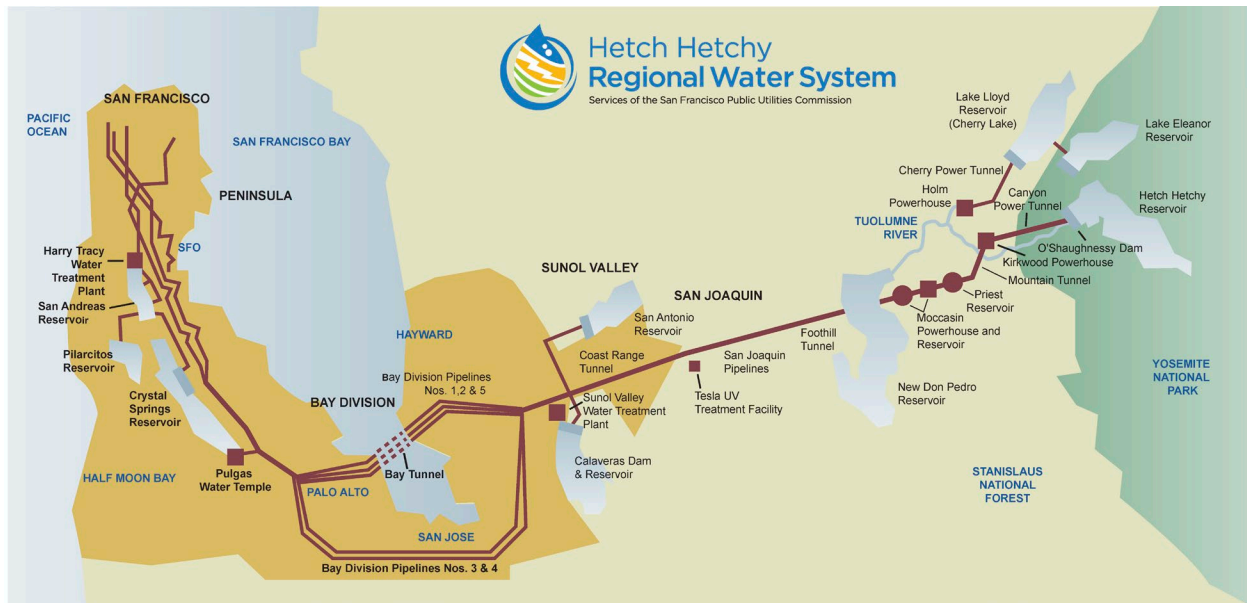 Hetch Hetchy
Regional Water System
Services of the San Francisco Public Utilities Commission
SAN FRANCISCO
PACIFIC
OCEAN
SAN FRANCISCO BAY
PENINSULA
SFO
Harry Tracy
Water
Treatment
Plant
San Andreas
Reservoir
Pilarcitos
Reservoir
Crystal
Springs
Reservoir
HALF MOON BAY
Pulgas
Water Temple
PALO ALTO
BAY DIVISION
Bay Tunnel
SAN JOSE
Bay Division Pipelines Nos. 3 & 4
HAYWARD
Bay Division Pipelines
Nos. 1,2 & 5
SUNOL VALLEY
San Antonio
Reservoir
Coast Range
Tunnel
Sunol Valley
Water Treatment
Plant
Calaveras Dam
& Reservoir
SAN JOAQUIN
San Joaquin
Pipelines
Tesla UV
Treatment Facility
Foothill
Tunnel
New Don Pedro
Reservoir
Moccasin
Powerhouse and
Reservoir
Priest
Reservoir
Mountain Tunnel
Kirkwood Powerhouse
O'Shaughnessy Dam
TUOLUMNE
RIVER
Holm
Powerhouse
Cherry Power Tunnel
Canyon
Power Tunnel
Lake Lloyd
Reservoir
(Cherry Lake)
Lake Eleanor
Reservoir
Hetch Hetchy
Reservoir
YOSEMITE
NATIONAL
PARK
STANISLAUS
NATIONAL
FOREST